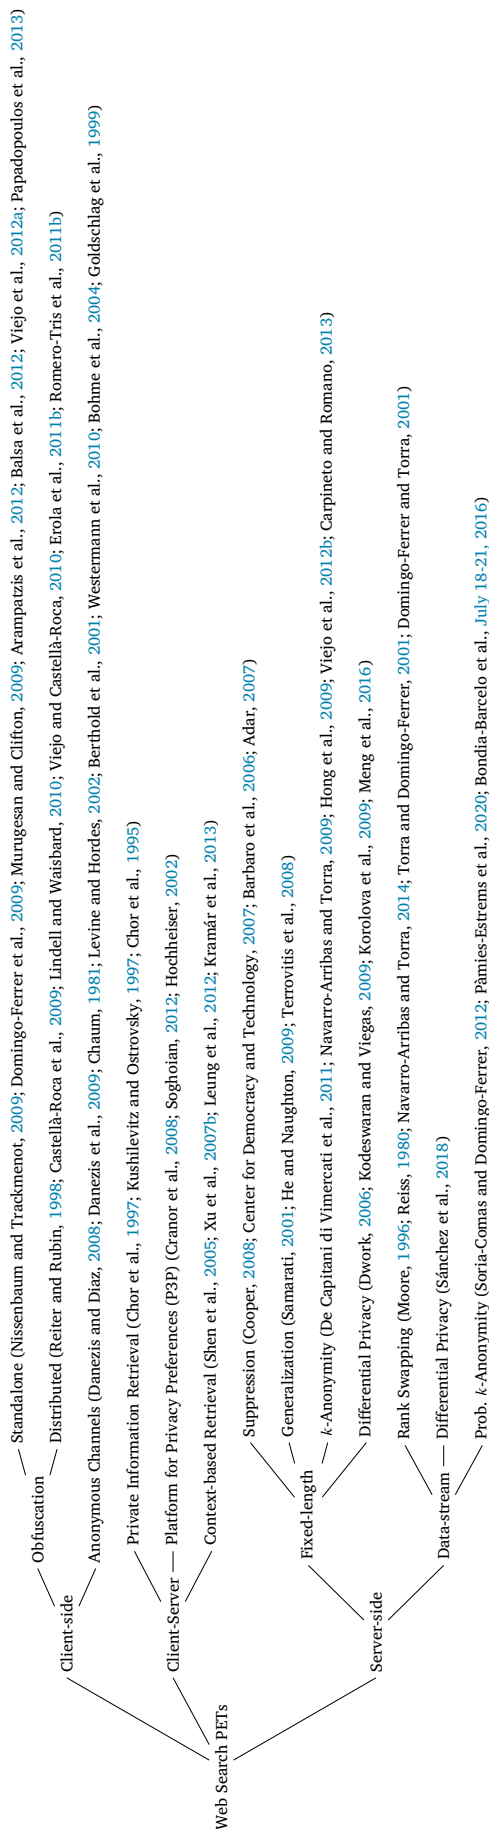 Web Search PETs
Client-side
Obfuscation
Standalone (Nissenbaum and Trackmenot, 2009; Domingo-Ferrer et al., 2009; Murugesan and Clifton, 2009; Arampatzis et al., 2012; Balsa et al., 2012; Viejo et al., 2012a; Papadopoulos et al., 2013)
Distributed (Reiter and Rubin, 1998; Castellà-Roca et al., 2009; Lindell and Waisbard, 2010; Viejo and Castellà-Roca, 2010; Erola et al., 2011b; Romero-Tris et al., 2011b)
Anonymous Channels (Danezis and Diaz, 2008; Danezis et al., 2009; Chaum, 1981; Levine and Hordes, 2002; Berthold et al., 2001; Westermann et al., 2010; Bohme et al., 2004; Goldschlag et al., 1999)
Client-Server
Private Information Retrieval (Chor et al., 1997; Kushilevitz and Ostrovsky, 1997; Chor et al., 1995)
Platform for Privacy Preferences (P3P) (Cranor et al., 2008; Soghoian, 2012; Hochheiser, 2002)
Context-based Retrieval (Shen et al., 2005; Xu et al., 2007b; Leung et al., 2012; Kramár et al., 2013)
Server-side
Fixed-length
Suppression (Cooper, 2008; Center for Democracy and Technology, 2007; Barbaro et al., 2006; Adar, 2007)
Generalization (Samarati, 2001; He and Naughton, 2009; Terrovitis et al., 2008)
k-Anonymity (De Capitani di Vimercati et al., 2011; Navarro-Arribas and Torra, 2009; Hong et al., 2009; Viejo et al., 2012b; Carpineto and Romano, 2013)
Differential Privacy (Dwork, 2006; Kodeswaran and Viegas, 2009; Korolova et al., 2009; Meng et al., 2016)
Data-stream
Rank Swapping (Moore, 1996; Reiss, 1980; Navarro-Arribas and Torra, 2014; Torra and Domingo-Ferrer, 2001; Domingo-Ferrer and Torra, 2001)
Differential Privacy (Sánchez et al., 2018)
Prob. k-Anonymity (Soria-Comas and Domingo-Ferrer, 2012; Pàmies-Estrems et al., 2020; Bondia-Barcelo et al., July 18-21, 2016)